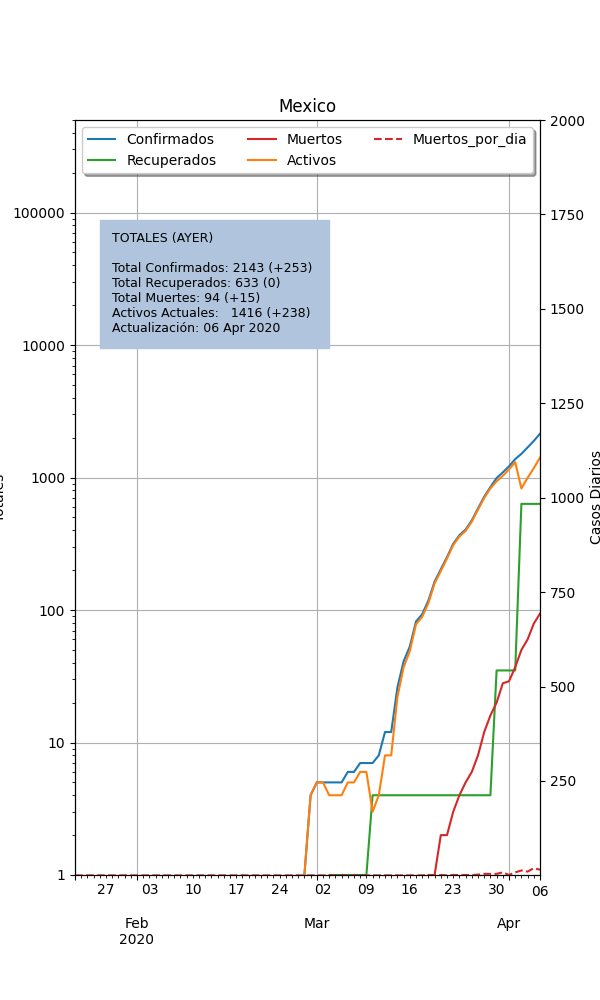 Mexico
Confirmados
Recuperados
Muertos
Activos
Muertos_por_dia
TOTALES (AYER)
Total Confirmados: 2143 (+253)
Total Recuperados: 633 (0)
Total Muertes: 94 (+15)
Activos Actuales: 1416 (+238)
Actualización: 06 Apr 2020
100000
10000
1000
100
10
1
2000
1750
1500
1250
1000
750
500
250
Casos Diarios
27 03 10 17 24 02 09 16 23 30 06
Feb Mar Apr
2020